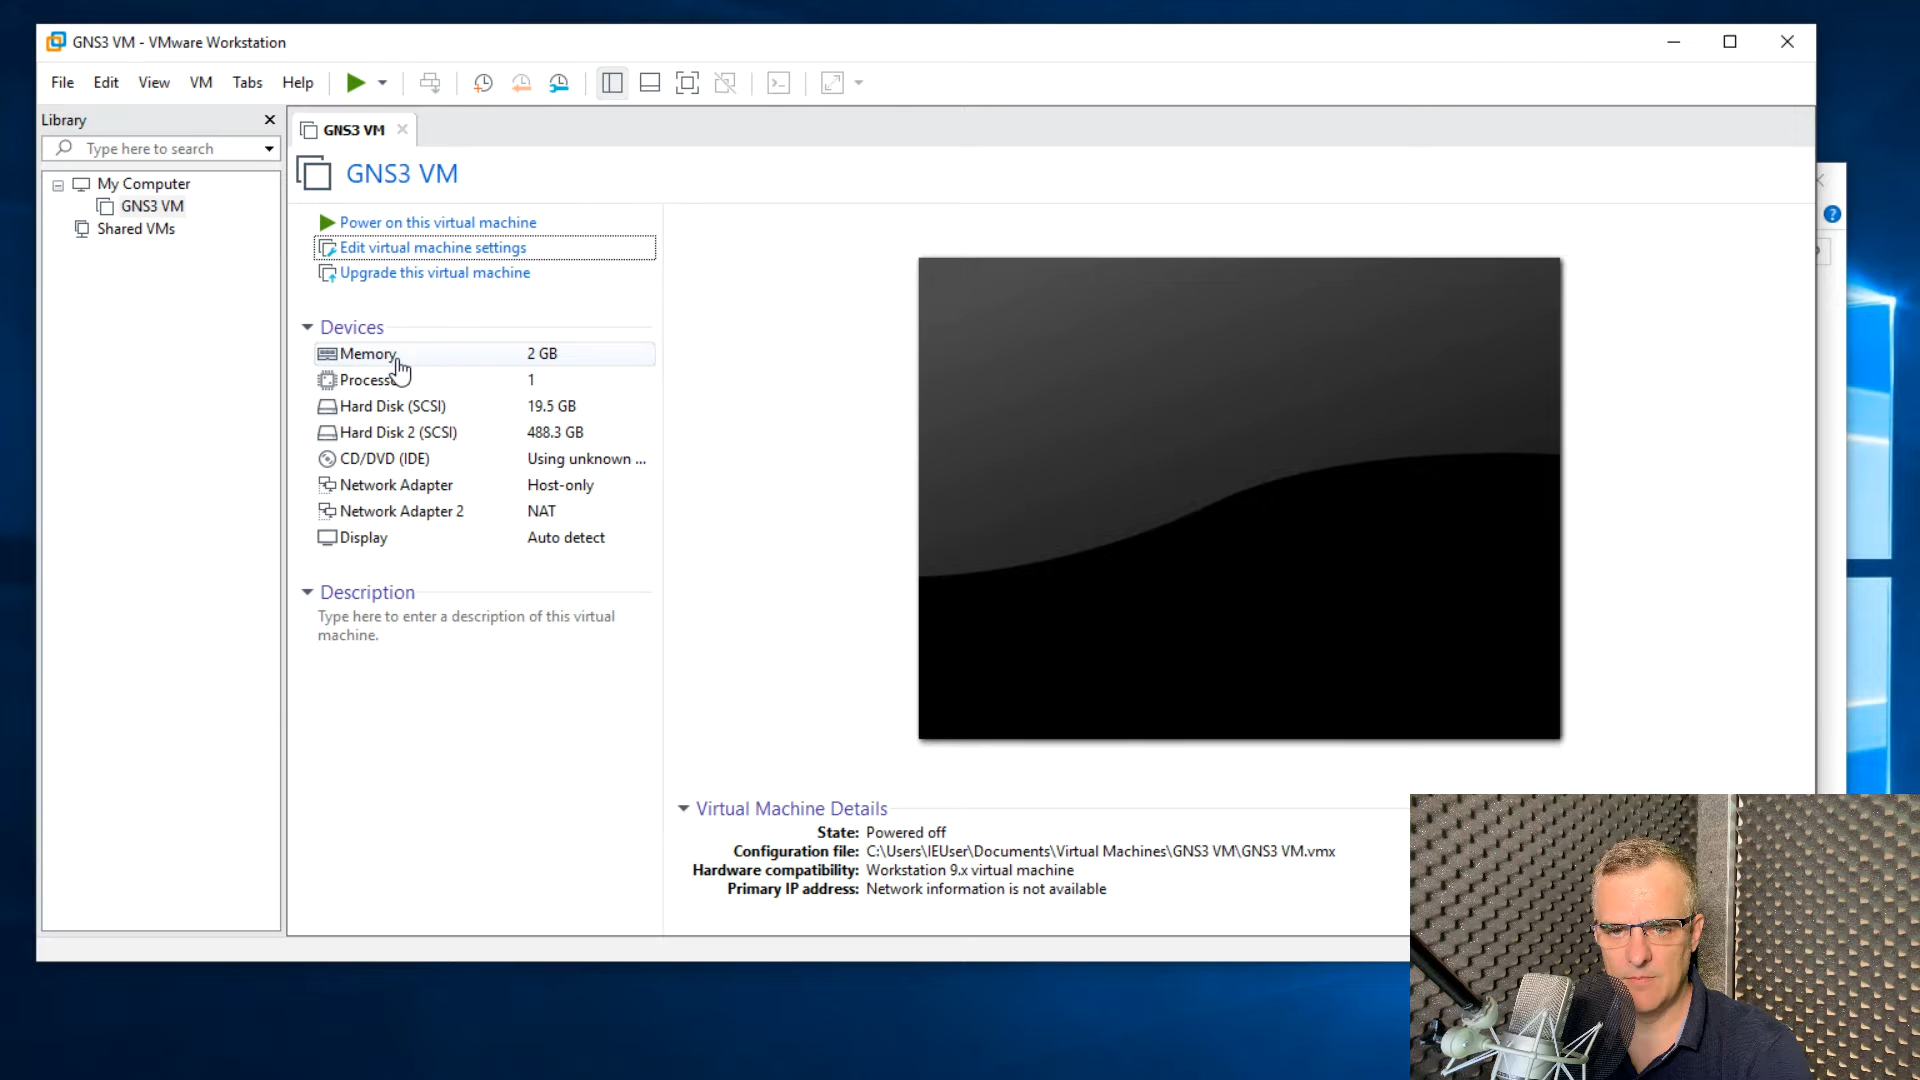 GNS3 VM - VMware Workstation
File Edit View VM Tabs Help
Library
Type here to search
My Computer
GNS3 VM
Shared VMs
GNS3 VM
GNS3 VM
Power on this virtual machine
Edit virtual machine settings
Upgrade this virtual machine
Devices
Memory 2 GB
1
Hard Disk (SCSI) 19.5 GB
Hard Disk 2 (SCSI) 488.3 GB
CD/DVD (IDE) Using unknown ...
Network Adapter Host-only
Network Adapter 2 NAT
Display Auto detect
Description
Type here to enter a description of this virtual
machine.
Virtual Machine Details
State: Powered off
Configuration file: C:\Users\IEUser\Documents\Virtual Machines\GNS3 VM\GNS3 VM.vmx
Hardware compatibility: Workstation 9.x virtual machine
Primary IP address: Network information is not available